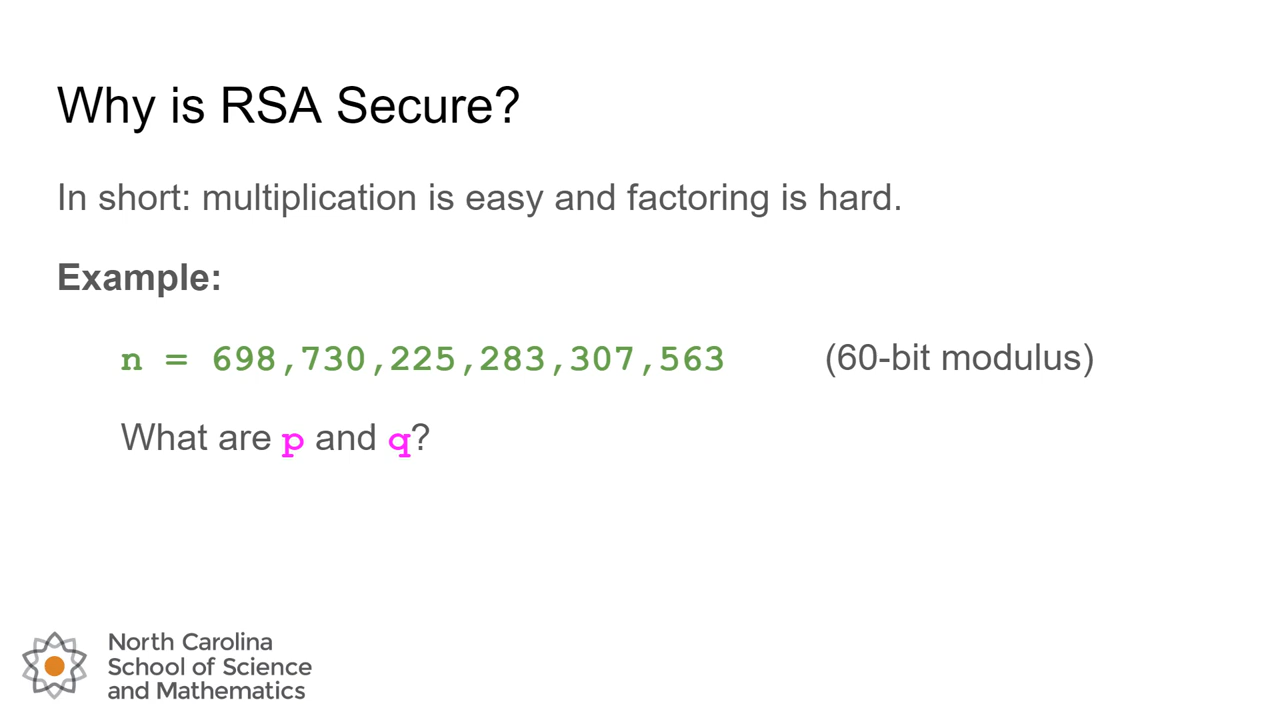 Why is RSA Secure?
In short: multiplication is easy and factoring is hard.
Example:
n = 698,730,225,283,307,563 (60-bit modulus)
What are p and q?
North Carolina
School of Science
and Mathematics